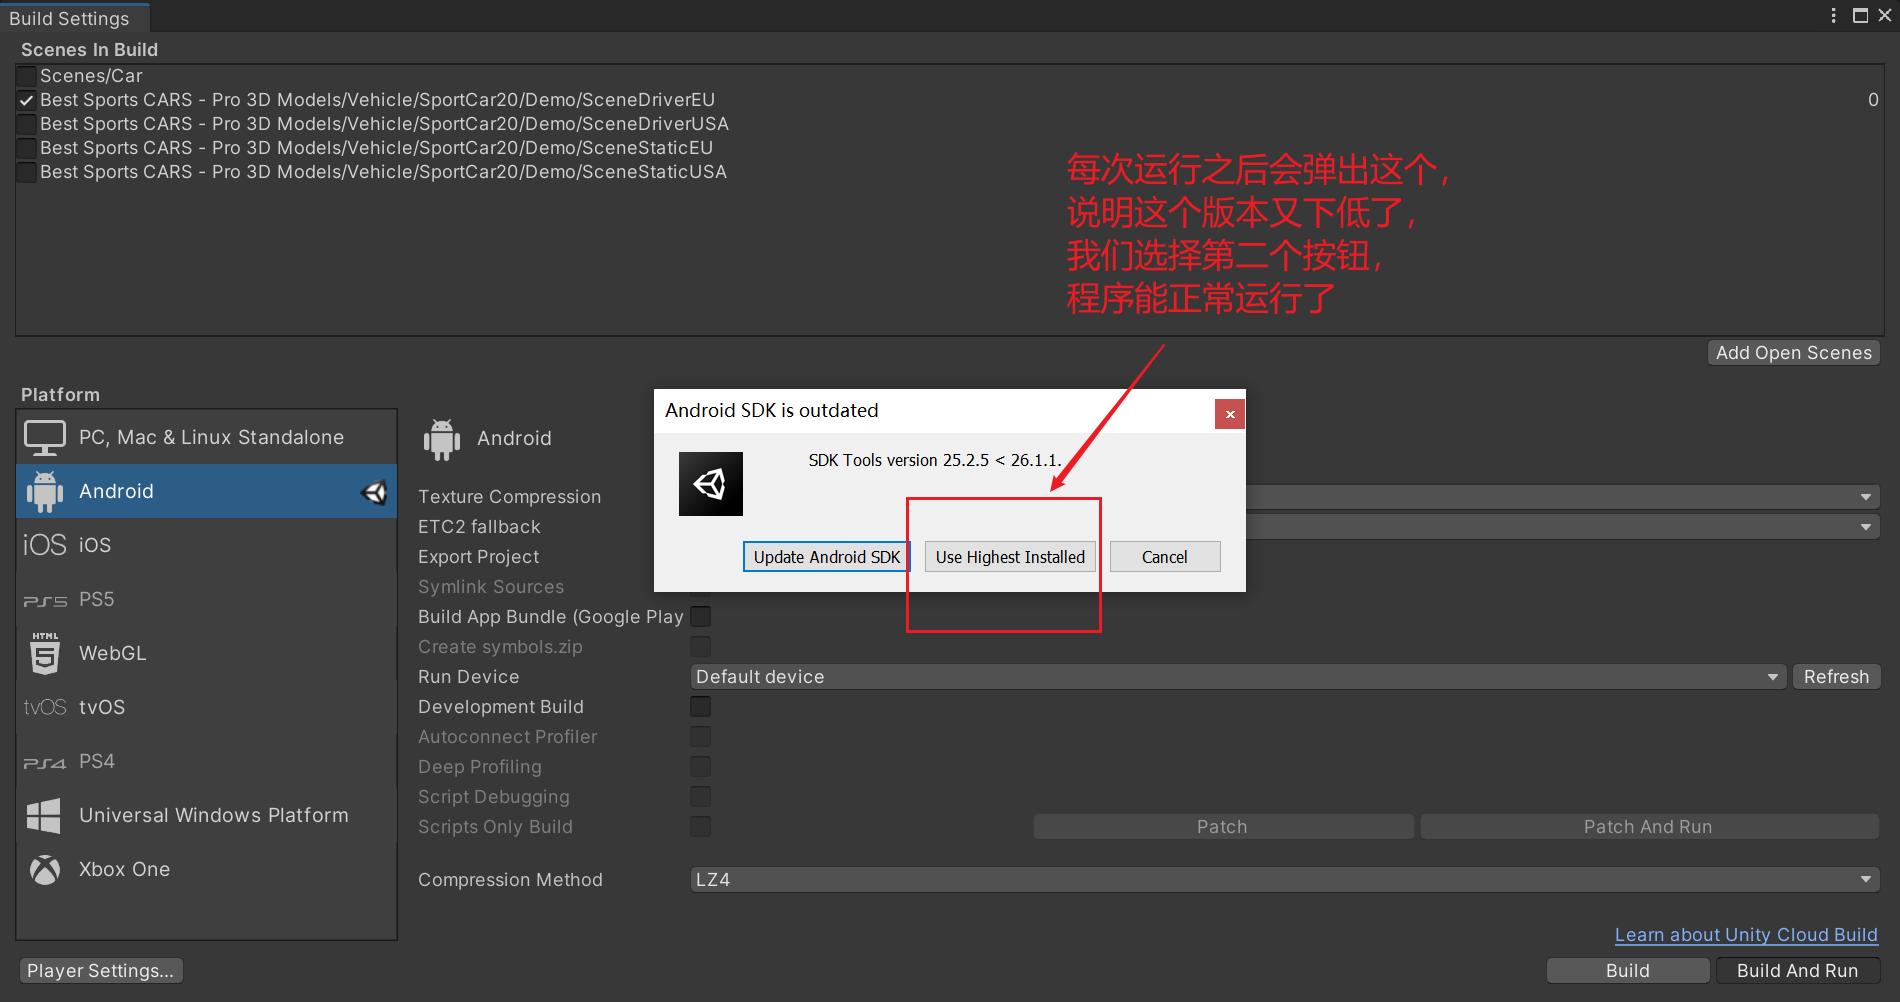 Build Settings
Scenes In Build
Scenes/Car
Best Sports CARS - Pro 3D Models/Vehicle/SportCar20/Demo/SceneDriverEU 0
Best Sports CARS - Pro 3D Models/Vehicle/SportCar20/Demo/SceneDriverUSA
Best Sports CARS - Pro 3D Models/Vehicle/SportCar20/Demo/SceneStaticEU
Best Sports CARS - Pro 3D Models/Vehicle/SportCar20/Demo/SceneStaticUSA
每次运行之后会弹出这个，
说明这个版本又下低了，
我们选择第二个按钮，
程序能正常运行了
Add Open Scenes
Platform
PC, Mac & Linux Standalone
Android
iOS iOS
PS5 PS5
HTML
5 WebGL
tvOS tvOS
PS4 PS4
Universal Windows Platform
Xbox One
Android
Texture Compression
ETC2 fallback
Export Project
Symlink Sources
Build App Bundle (Google Play
Create symbols.zip
Run Device Default device Refresh
Development Build
Autoconnect Profiler
Deep Profiling
Script Debugging
Scripts Only Build Patch Patch And Run
Compression Method LZ4
Android SDK is outdated
SDK Tools version 25.2.5 < 26.1.1.
Update Android SDK Use Highest Installed Cancel
Learn about Unity Cloud Build
Player Settings... Build Build And Run